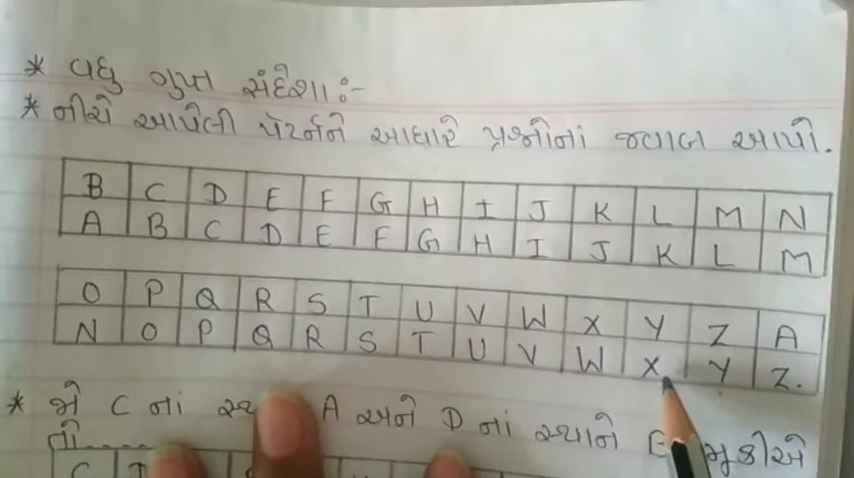 * વધુ ગુપ્ત સંદેશા :-
* નીચે આપેલી પેટર્નને આધારે પ્રશ્નોનાં જવાબ આપો.
B C D E F G H I J K L M N
A B C D E F G H I J K L M
O P Q R S T U V W X Y Z A
N O P Q R S T U V W X Y Z.
* જો C નાં A અને D નાં સ્થાને મુકીએ
તો.....
C